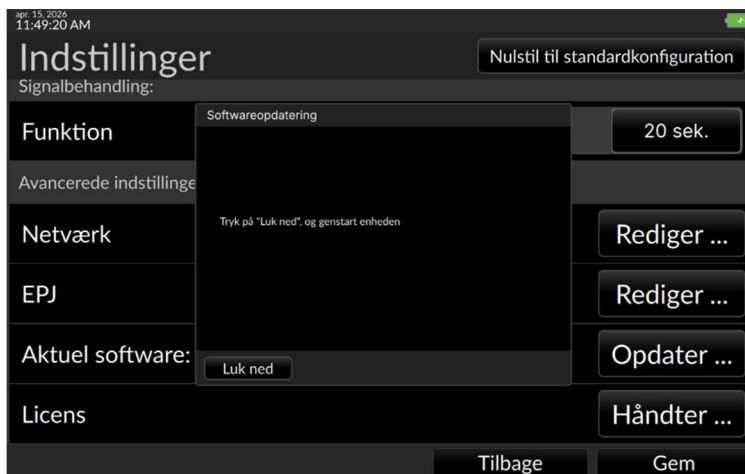 apr. 15, 2026
11:49:20 AM
Indstillinger
Nulstil til standardkonfiguration
Signalbehandling:
Softwareopdatering
Funktion
20 sek.
Avancerede indstillinge
Tryk på "Luk ned", og genstart enheden
Netværk
Rediger ...
EPJ
Rediger ...
Aktuel software:
Opdater ...
Luk ned
Licens
Håndter ...
Tilbage
Gem